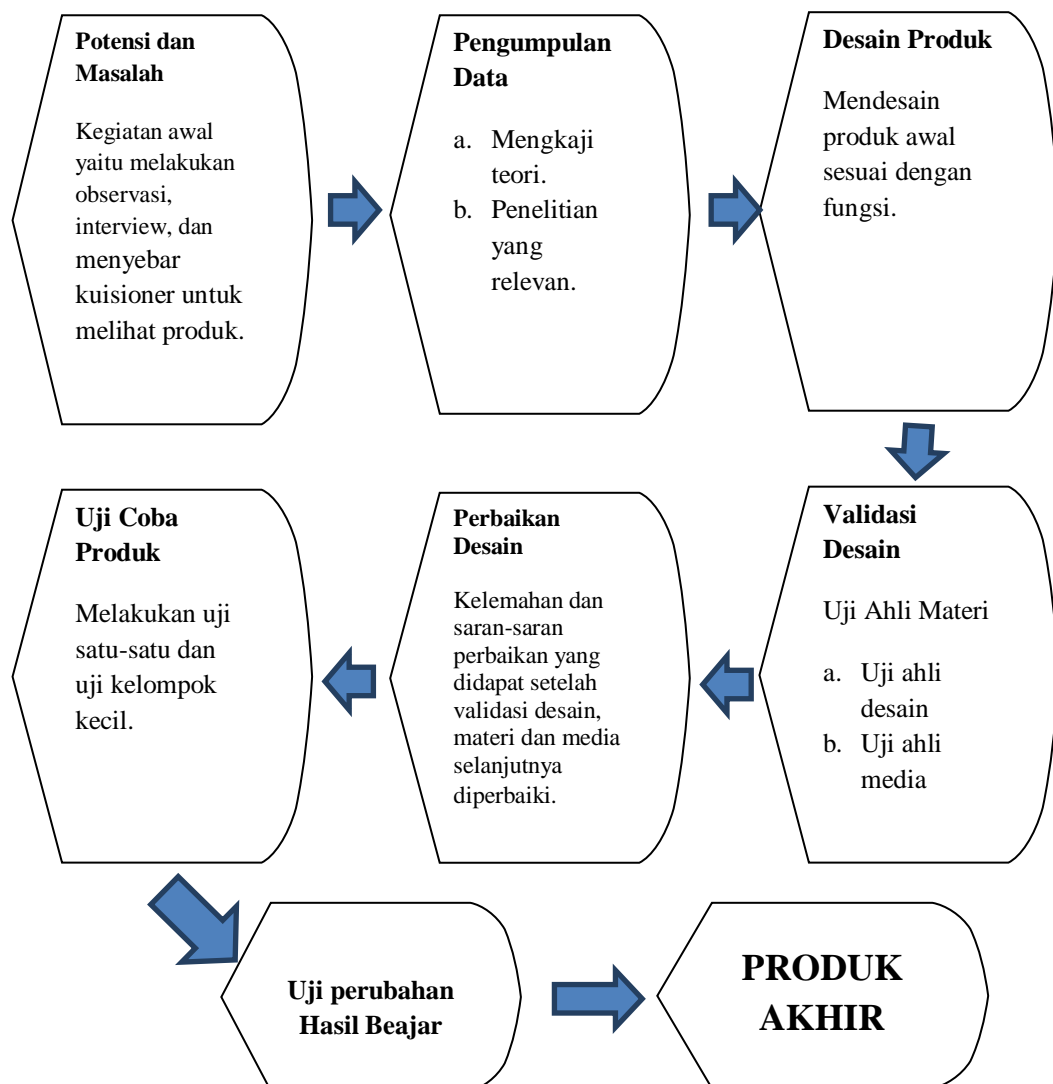 Potensi dan
Masalah
Kegiatan awal
yaitu melakukan
observasi,
interview, dan
menyebar
kuisioner untuk
melihat produk.
Pengumpulan
Data
a. Mengkaji
teori.
b. Penelitian
yang
relevan.
Desain Produk
Mendesain
produk awal
sesuai dengan
fungsi.
Validasi
Desain
Uji Ahli Materi
a. Uji ahli
desain
b. Uji ahli
media
Perbaikan
Desain
Kelemahan dan
saran-saran
perbaikan yang
didapat setelah
validasi desain,
materi dan media
selanjutnya
diperbaiki.
Uji Coba
Produk
Melakukan uji
satu-satu dan
uji kelompok
kecil.
Uji perubahan
Hasil Beajar
PRODUK
AKHIR